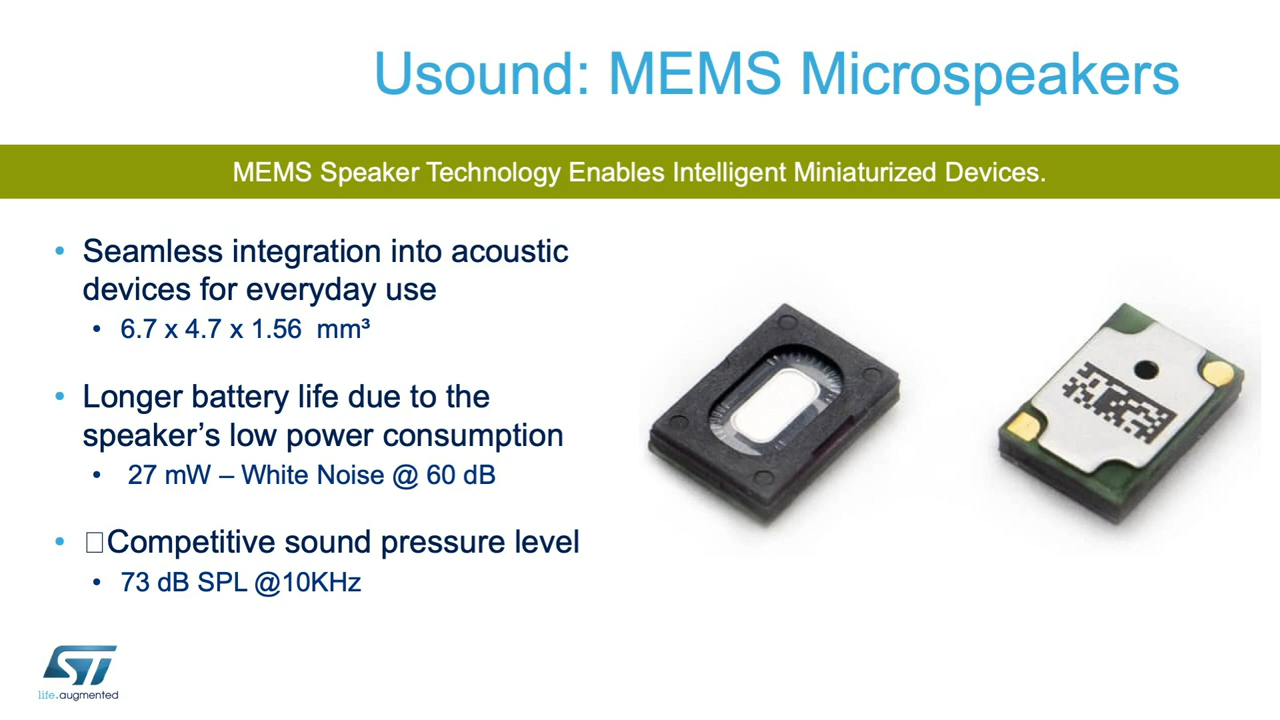 Usound: MEMS Microspeakers
MEMS Speaker Technology Enables Intelligent Miniaturized Devices.
• Seamless integration into acoustic
devices for everyday use
• 6.7 x 4.7 x 1.56 mm³
• Longer battery life due to the
speaker’s low power consumption
• 27 mW – White Noise @ 60 dB
• □Competitive sound pressure level
• 73 dB SPL @10KHz
ST
life.augmented